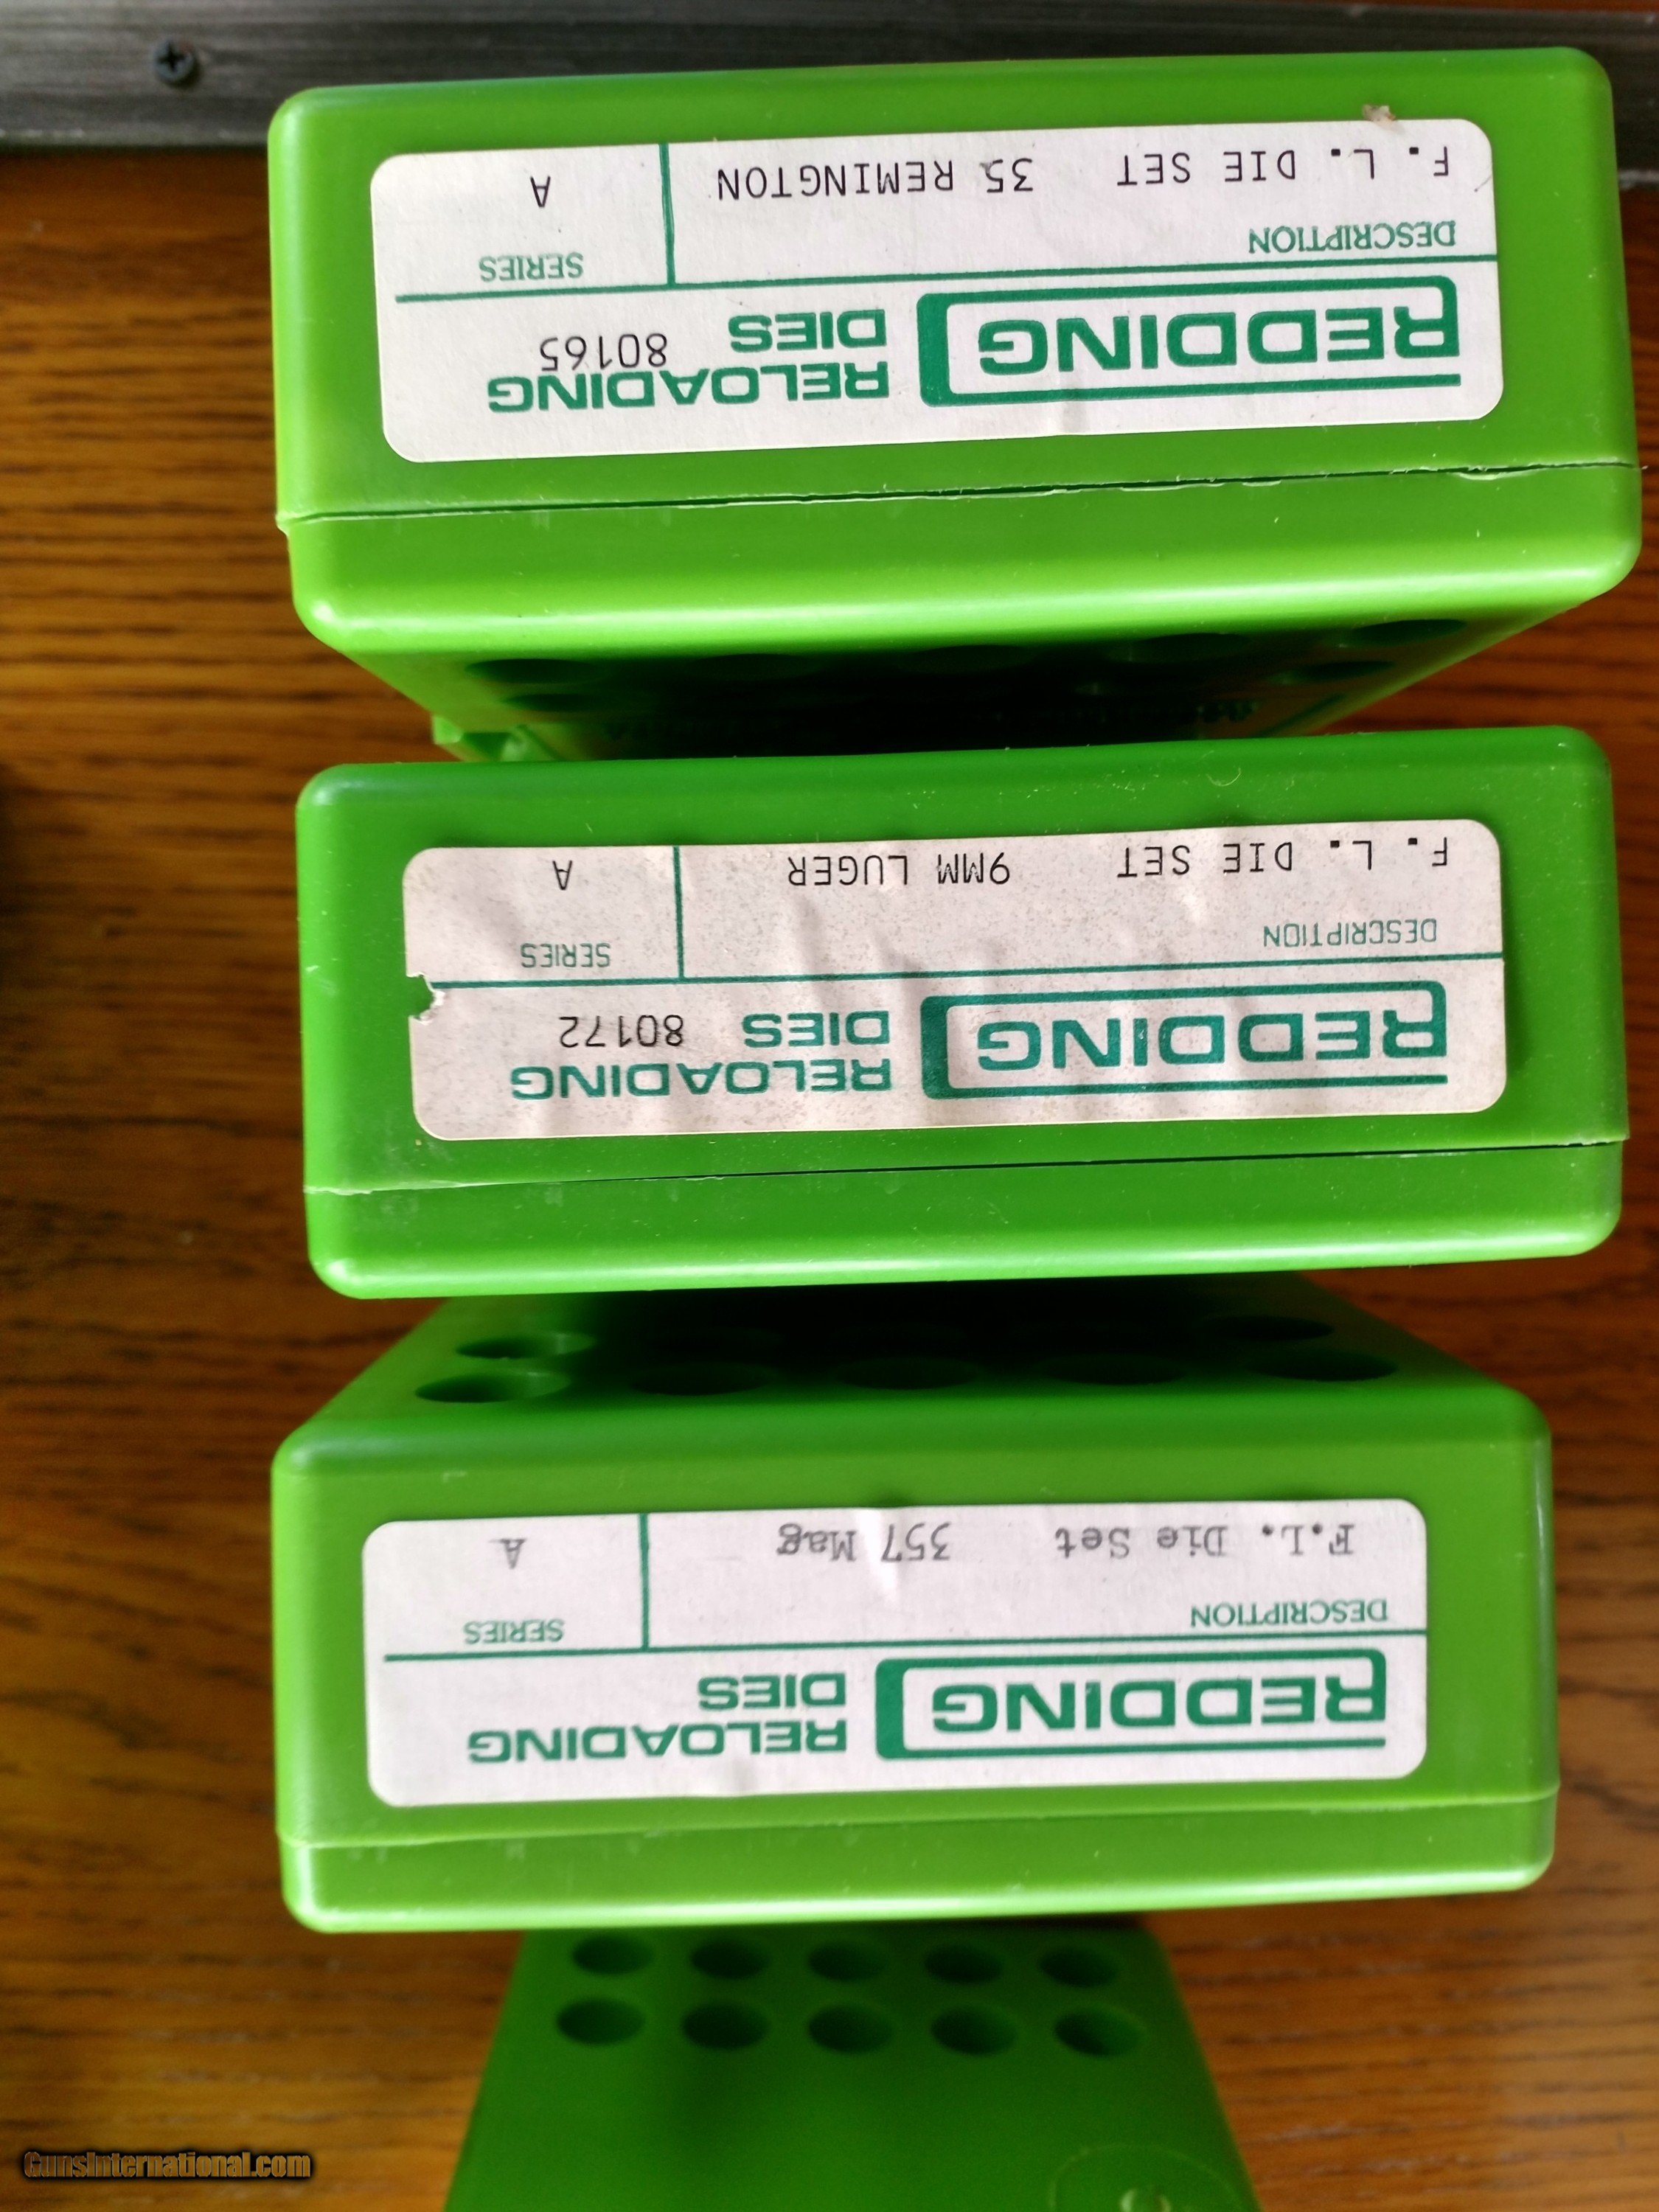 REDDING RELOADING
DIES 80165
DESCRIPTION SERIES
F. L. DIE SET 35 REMINGTON A
REDDING RELOADING
DIES 80172
DESCRIPTION SERIES
F. L. DIE SET 9MM LUGER A
REDDING RELOADING
DIES
DESCRIPTION SERIES
F.L. Die Set 357 Mag A
GunsInternational.com